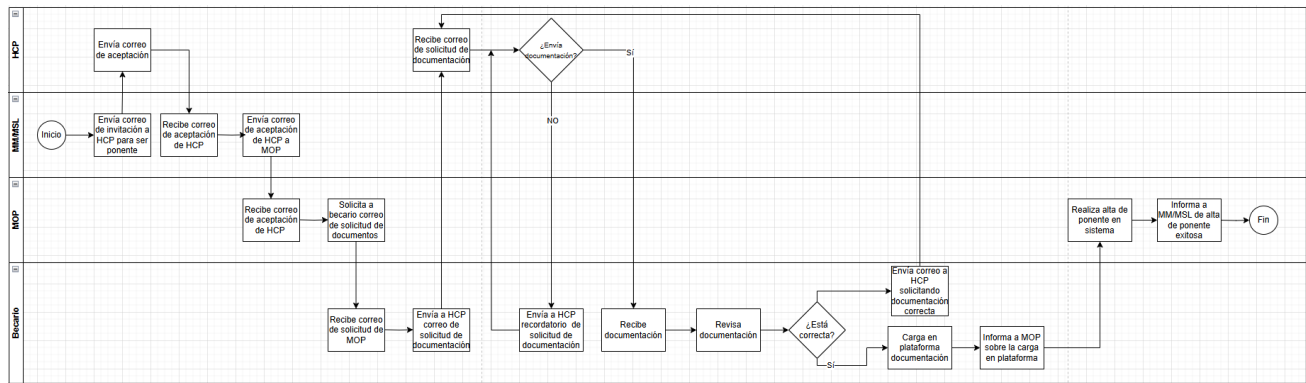 HCP
Envía correo
de aceptación
Recibe correo
de solicitud de
documentación
¿Envía
documentación?
Sí
MM/MSL
Inicio
Envía correo
de invitación a
HCP para ser
ponente
Recibe correo
de aceptación
de HCP
Envía correo
de aceptación
de HCP a
MOP
NO
MOP
Recibe correo
de aceptación
de HCP
Solicita a
becario correo
de solicitud de
documentos
Realiza alta de
ponente en
sistema
Informa a
MM/MSL de alta
de ponente
exitosa
Fin
Becario
Recibe correo
de solicitud de
MOP
Envía a HCP
correo de
solicitud de
documentación
Envía a HCP
recordatorio de
solicitud de
documentación
Recibe
documentación
Revisa
documentación
¿Está
correcta?
Envía correo a
HCP
solicitando
documentación
correcta
Sí
Carga en
plataforma
documentación
Informa a MOP
sobre la carga
en plataforma